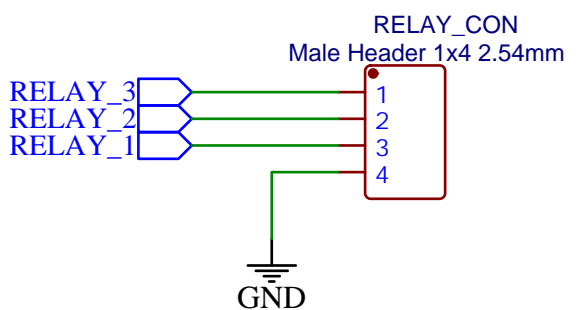 RELAY_CON
Male Header 1x4 2.54mm
RELAY_3
1
RELAY_2
2
RELAY_1
3
4
GND